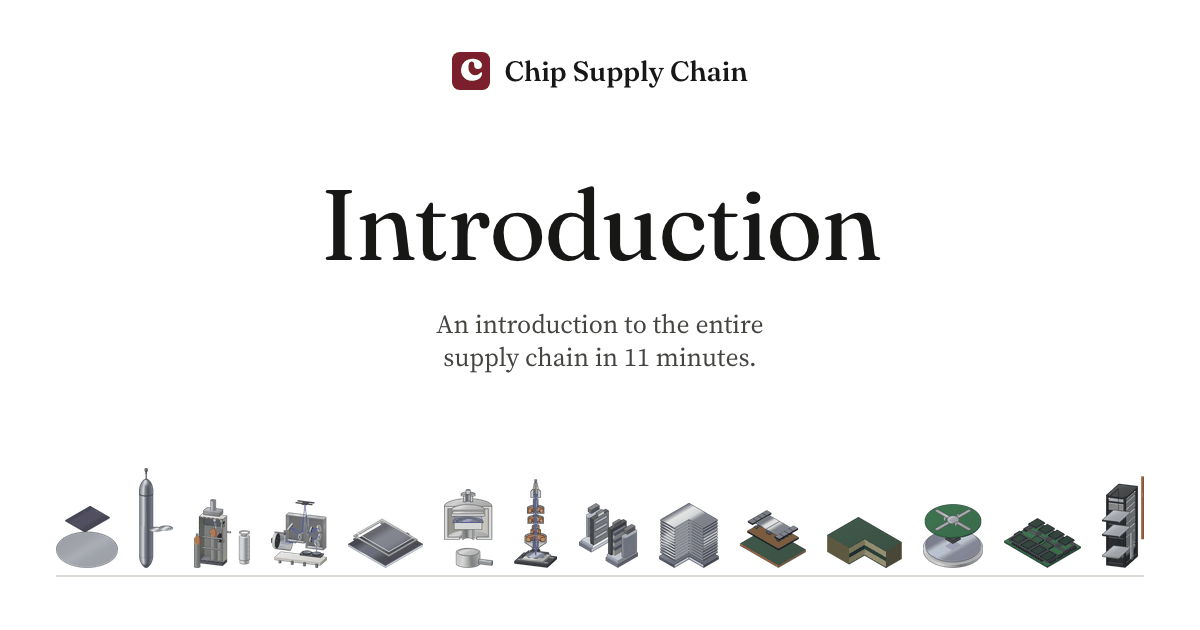 C Chip Supply Chain
Introduction
An introduction to the entire
supply chain in 11 minutes.